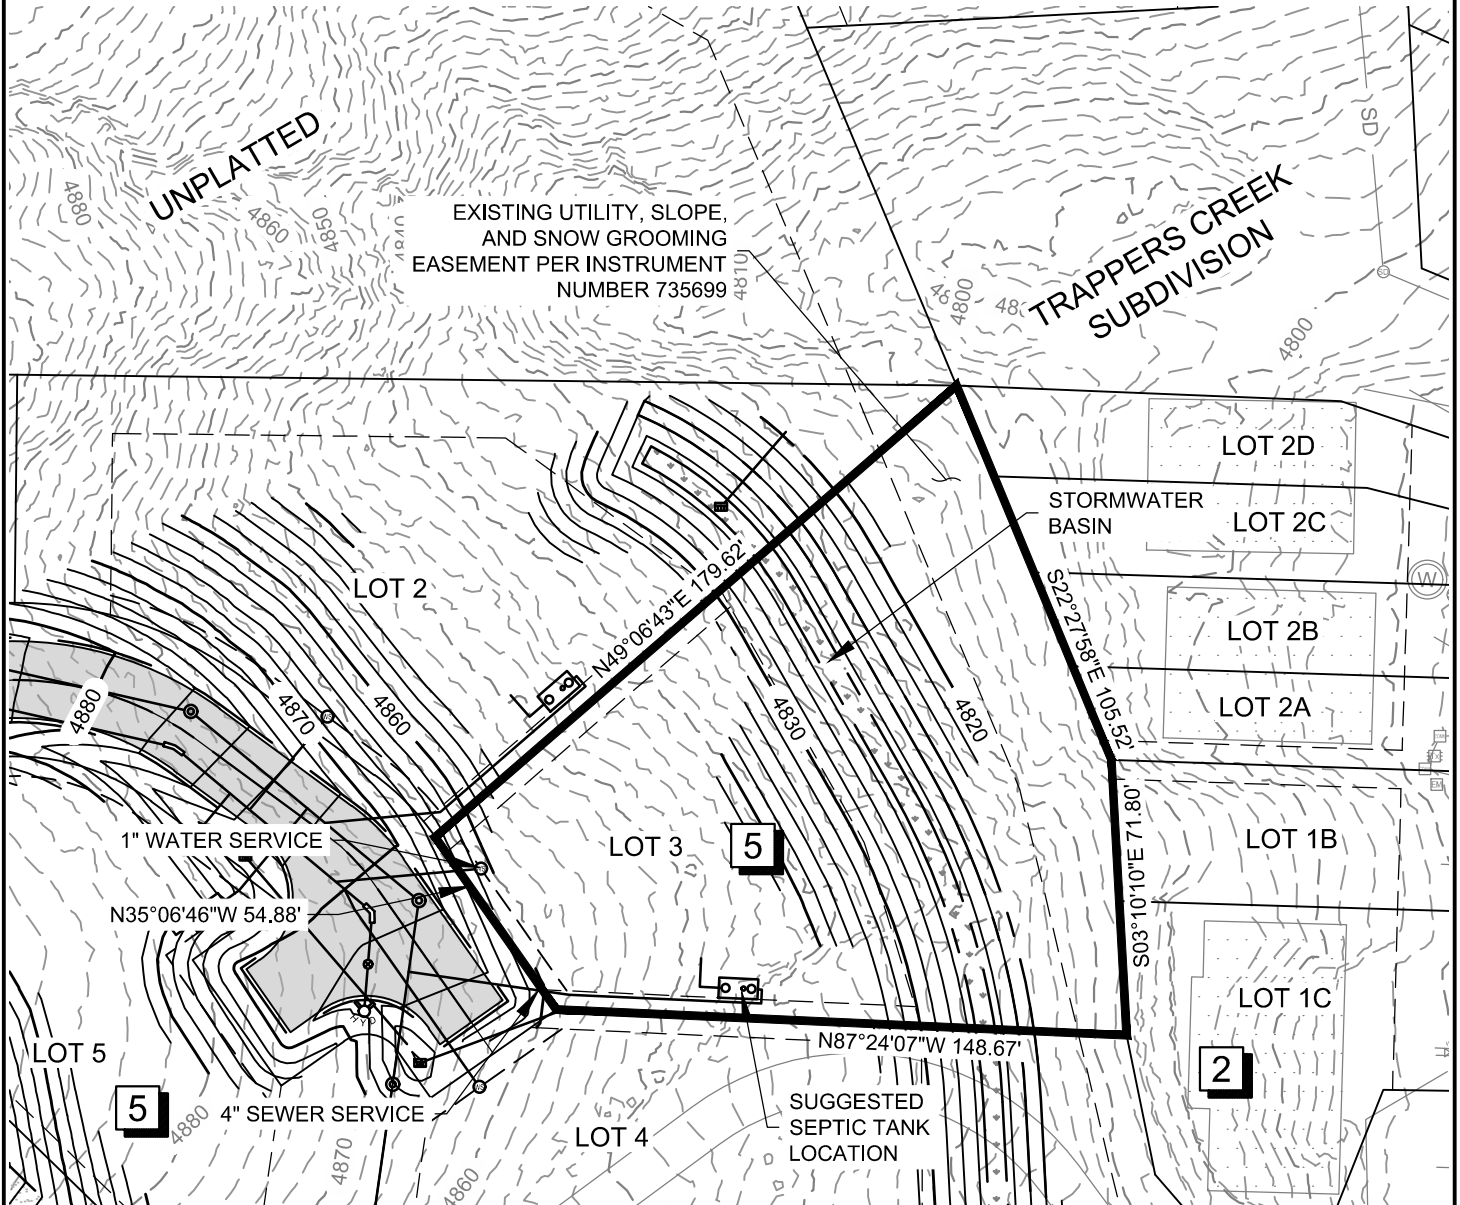 UNPLATTED
4880
4860
4850
4840
EXISTING UTILITY, SLOPE,
AND SNOW GROOMING
EASEMENT PER INSTRUMENT
NUMBER 735699
4810
4800
TRAPPERS CREEK
SUBDIVISION
4800
SD
LOT 2D
STORMWATER
BASIN
LOT 2C
W
LOT 2
N49°06'43"E 179.62'
S22°27'58"E 105.52'
LOT 2B
LOT 2A
4880
4870
4860
4830
4820
1" WATER SERVICE
LOT 3
5
S03°10'10"E 71.80'
LOT 1B
N35°06'46"W 54.88'
LOT 1C
HYD
N87°24'07"W 148.67'
LOT 5
2
5
4880
4" SEWER SERVICE
SUGGESTED
SEPTIC TANK
LOCATION
LOT 4
4870
4860